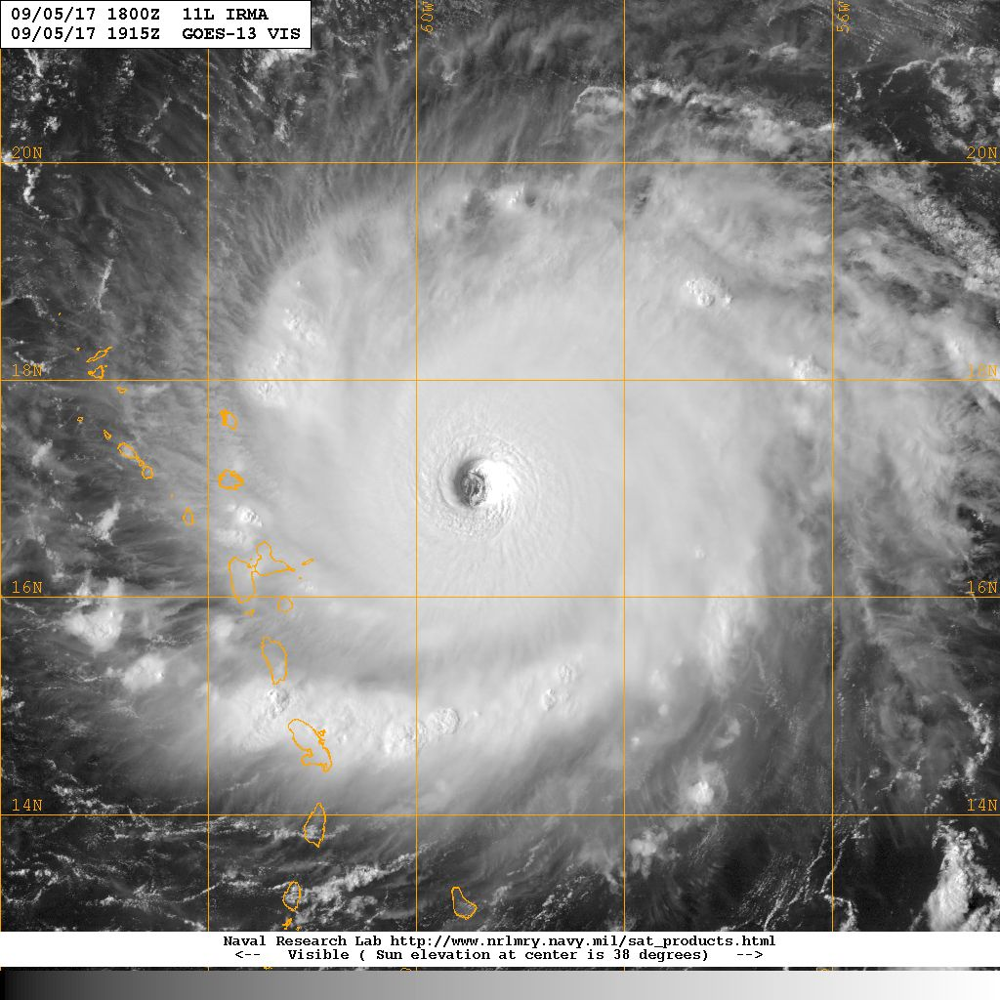 09/05/17 1800Z 11L IRMA
09/05/17 1915Z GOES-13 VIS
60W
56W
20N
20N
18N
18N
16N
16N
14N
14N
Naval Research Lab http://www.nrlmry.navy.mil/sat_products.html
<-- Visible ( Sun elevation at center is 38 degrees) -->